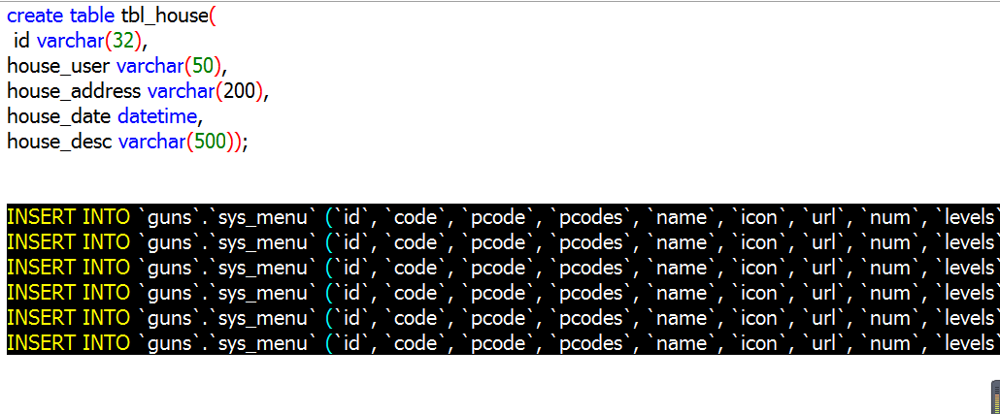 create table tbl_house(
id varchar(32),
house_user varchar(50),
house_address varchar(200),
house_date datetime,
house_desc varchar(500));
INSERT INTO `guns`.`sys_menu` (`id`, `code`, `pcode`, `pcodes`, `name`, `icon`, `url`, `num`, `levels`
INSERT INTO `guns`.`sys_menu` (`id`, `code`, `pcode`, `pcodes`, `name`, `icon`, `url`, `num`, `levels`
INSERT INTO `guns`.`sys_menu` (`id`, `code`, `pcode`, `pcodes`, `name`, `icon`, `url`, `num`, `levels`
INSERT INTO `guns`.`sys_menu` (`id`, `code`, `pcode`, `pcodes`, `name`, `icon`, `url`, `num`, `levels`
INSERT INTO `guns`.`sys_menu` (`id`, `code`, `pcode`, `pcodes`, `name`, `icon`, `url`, `num`, `levels`
INSERT INTO `guns`.`sys_menu` (`id`, `code`, `pcode`, `pcodes`, `name`, `icon`, `url`, `num`, `levels`